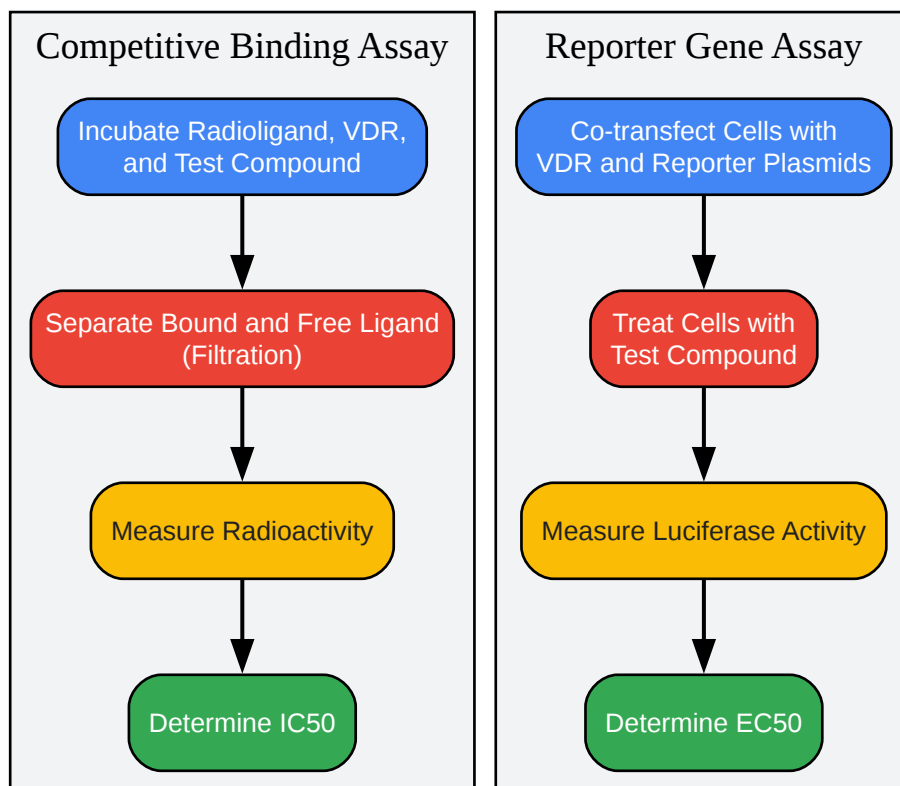 Competitive Binding Assay
Incubate Radioligand, VDR,
and Test Compound
Separate Bound and Free Ligand
(Filtration)
Measure Radioactivity
Determine IC50
Reporter Gene Assay
Co-transfect Cells with
VDR and Reporter Plasmids
Treat Cells with
Test Compound
Measure Luciferase Activity
Determine EC50